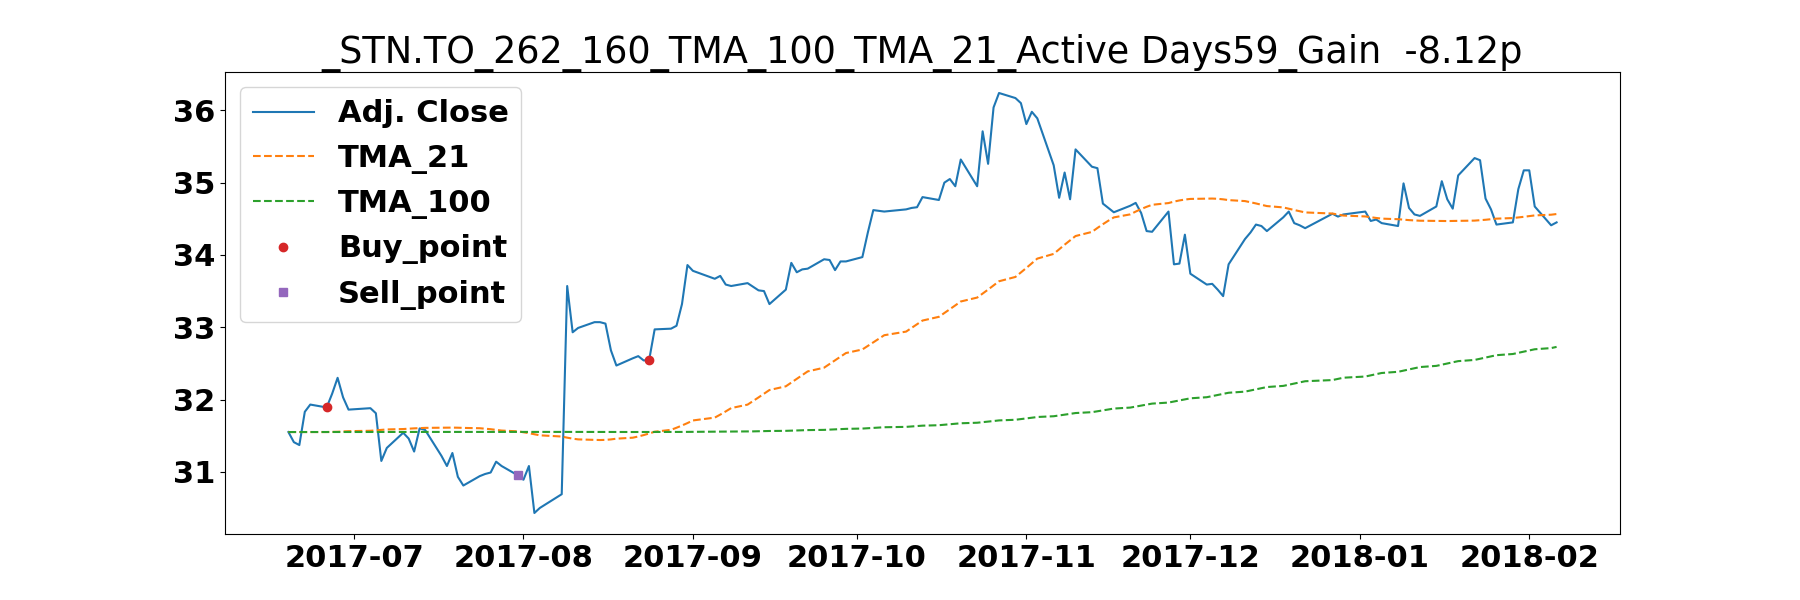 _STN.TO_262_160_TMA_100_TMA_21_Active Days59_Gain  -8.12p
Adj. Close
TMA_21
TMA_100
Buy_point
Sell_point
36
35
34
33
32
31
2017-07 2017-08 2017-09 2017-10 2017-11 2017-12 2018-01 2018-02